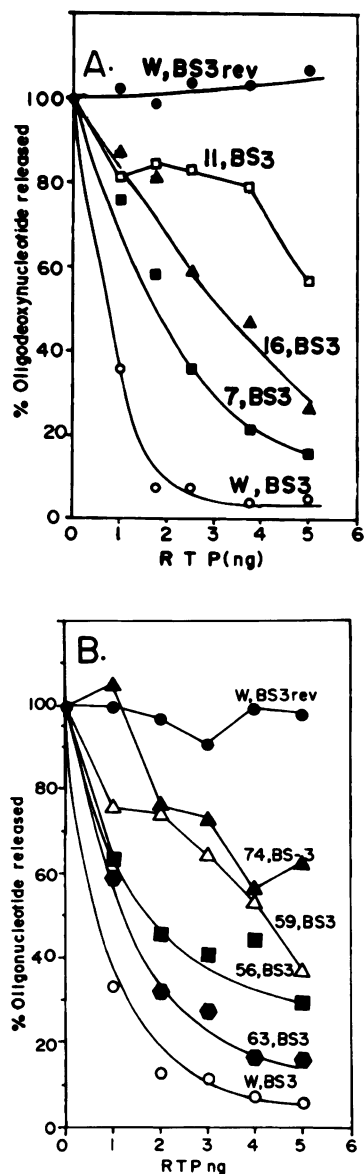 A.
W,BS3rev
100
11,BS3
80
60
16,BS3
40
7,BS3
20
W,BS3
0
0 1 2 3 4 5 6
R T P(ng)
% Oligodeoxynucleotide released
B.
W,BS3rev
100
80
74,BS-3
60
59,BS3
56,BS3
40
63,BS3
20
W,BS3
0
0 1 2 3 4 5 6
RTPng
% Oligonucleotide released